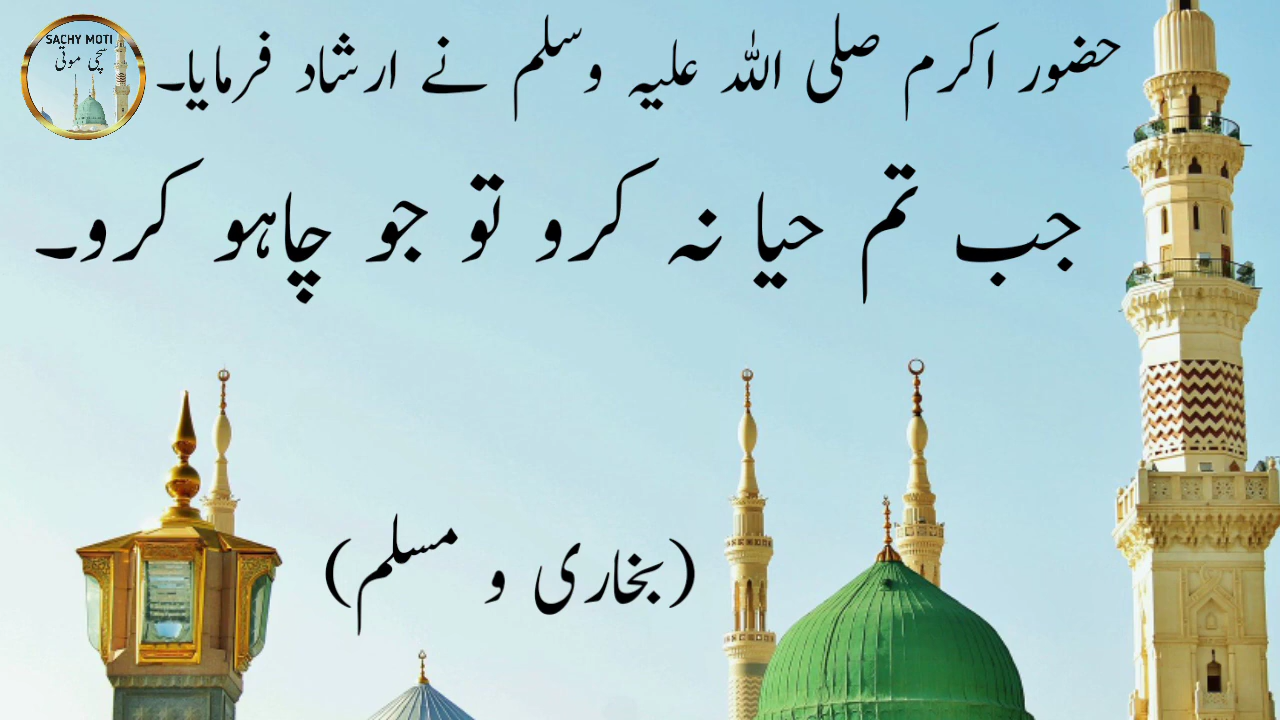 SACHY MOTI
سچی موتی
حضور اکرم صلی اللہ علیہ وسلم نے ارشاد فرمایا۔
جب تم حیا نہ کرو تو جو چاہو کرو۔
(بخاری و مسلم)